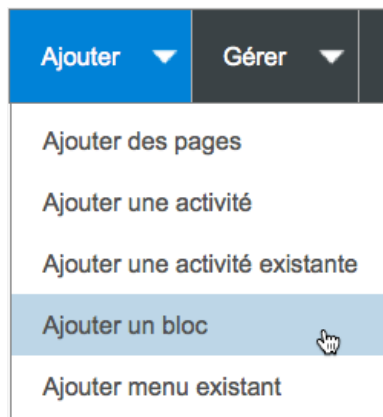 Ajouter Gérer
Ajouter des pages
Ajouter une activité
Ajouter une activité existante
Ajouter un bloc
Ajouter menu existant